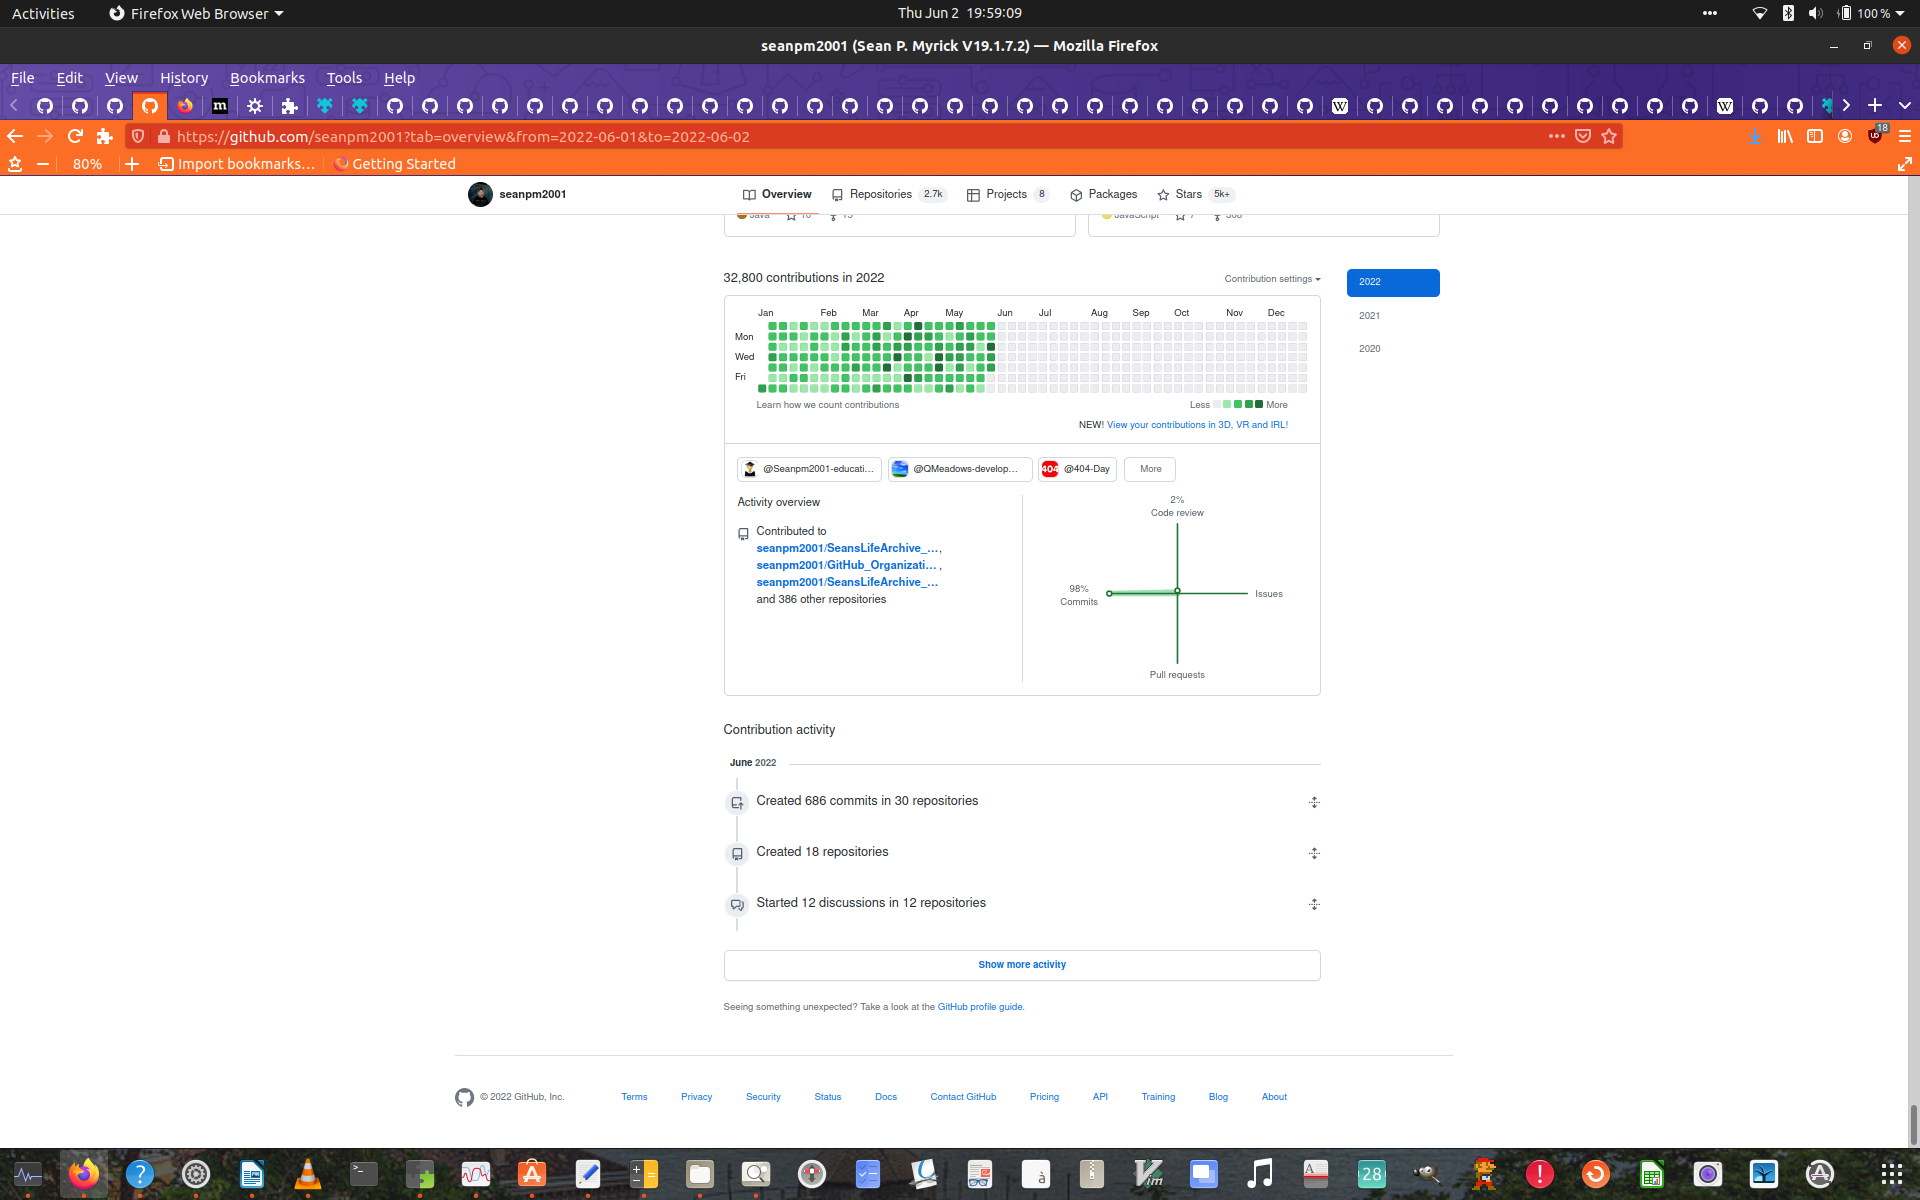 Activities Firefox Web Browser Thu Jun 2 19:59:09 100 %
seanpm2001 (Sean P. Myrick V19.1.7.2) — Mozilla Firefox
File Edit View History Bookmarks Tools Help
https://github.com/seanpm2001?tab=overview&from=2022-06-01&to=2022-06-02 18
80% Import bookmarks... Getting Started
seanpm2001 Overview Repositories 2.7k Projects 8 Packages Stars 5k+
Java JavaScript
32,800 contributions in 2022 Contribution settings
2022
2021
2020
Jan Feb Mar Apr May Jun Jul Aug Sep Oct Nov Dec
Mon
Wed
Fri
Learn how we count contributions Less More
NEW! View your contributions in 3D, VR and IRL!
@Seanpm2001-educati... @QMeadows-develop... 404 @404-Day More
Activity overview
Contributed to
seanpm2001/SeansLifeArchive_... ,
seanpm2001/GitHub_Organizati... ,
seanpm2001/SeansLifeArchive_...
and 386 other repositories
2%
Code review
98%
Commits
Issues
Pull requests
Contribution activity
June 2022
Created 686 commits in 30 repositories
Created 18 repositories
Started 12 discussions in 12 repositories
Show more activity
Seeing something unexpected? Take a look at the GitHub profile guide.
© 2022 GitHub, Inc. Terms Privacy Security Status Docs Contact GitHub Pricing API Training Blog About
28